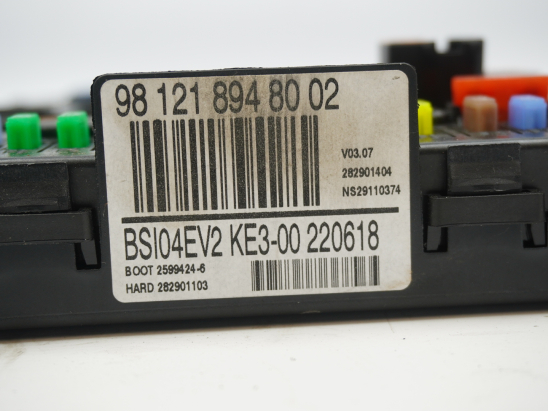 98 121 894 80 02
V03.07
282901404
NS29110374
BSI04EV2 KE3-00 220618
BOOT 2599424-6
HARD 282901103